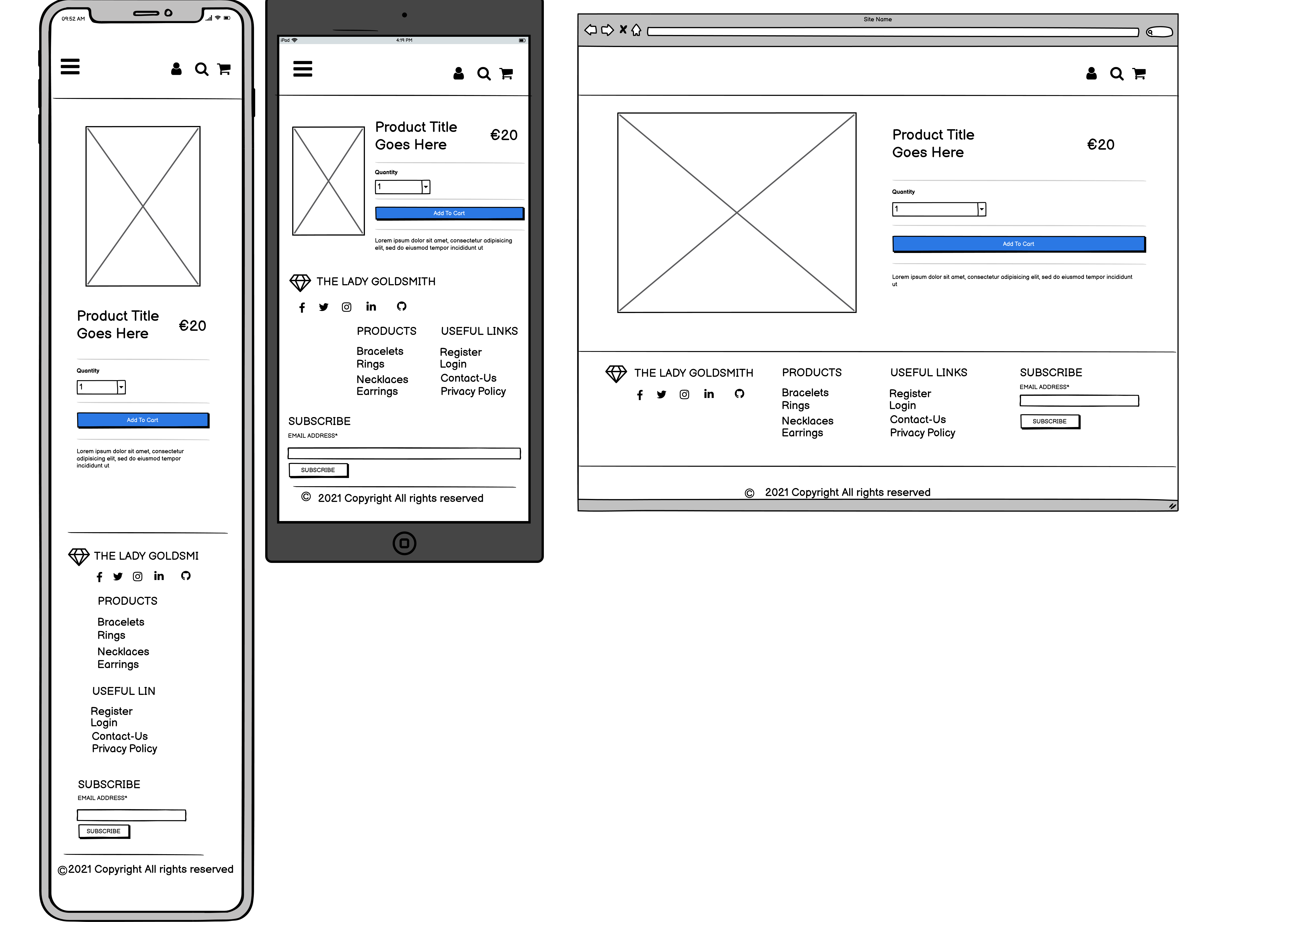 09:52 AM
Product Title
Goes Here
€20
Quantity
1
Add To Cart
Lorem ipsum dolor sit amet, consectetur
adipisicing elit, sed do eiusmod tempor
incididunt ut
THE LADY GOLDSMI
PRODUCTS
Bracelets
Rings
Necklaces
Earrings
USEFUL LIN
Register
Login
Contact-Us
Privacy Policy
SUBSCRIBE
EMAIL ADDRESS*
SUBSCRIBE
©2021 Copyright All rights reserved
iPod
4:19 PM
Product Title
Goes Here
€20
Quantity
1
Add To Cart
Lorem ipsum dolor sit amet, consectetur adipisicing
elit, sed do eiusmod tempor incididunt ut
THE LADY GOLDSMITH
PRODUCTS
Bracelets
Rings
Necklaces
Earrings
USEFUL LINKS
Register
Login
Contact-Us
Privacy Policy
SUBSCRIBE
EMAIL ADDRESS*
SUBSCRIBE
© 2021 Copyright All rights reserved
Site Name
Product Title
Goes Here
€20
Quantity
1
Add To Cart
Lorem ipsum dolor sit amet, consectetur adipisicing elit, sed do eiusmod tempor incididunt
ut
THE LADY GOLDSMITH
PRODUCTS
Bracelets
Rings
Necklaces
Earrings
USEFUL LINKS
Register
Login
Contact-Us
Privacy Policy
SUBSCRIBE
EMAIL ADDRESS*
SUBSCRIBE
© 2021 Copyright All rights reserved